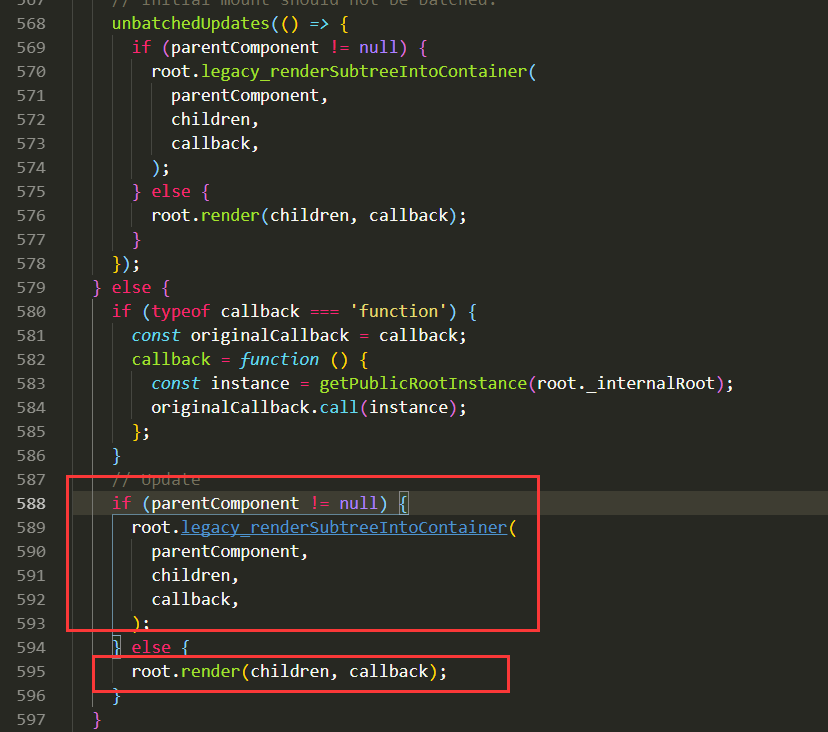 567 // Initial mount should not be batched.
568 unbatchedUpdates(() => {
569 if (parentComponent != null) {
570 root.legacy_renderSubtreeIntoContainer(
571 parentComponent,
572 children,
573 callback,
574 );
575 } else {
576 root.render(children, callback);
577 }
578 });
579 } else {
580 if (typeof callback === 'function') {
581 const originalCallback = callback;
582 callback = function () {
583 const instance = getPublicRootInstance(root._internalRoot);
584 originalCallback.call(instance);
585 };
586 }
587 // Update
588 if (parentComponent != null) {
589 root.legacy_renderSubtreeIntoContainer(
590 parentComponent,
591 children,
592 callback,
593 );
594 } else {
595 root.render(children, callback);
596 }
597 }